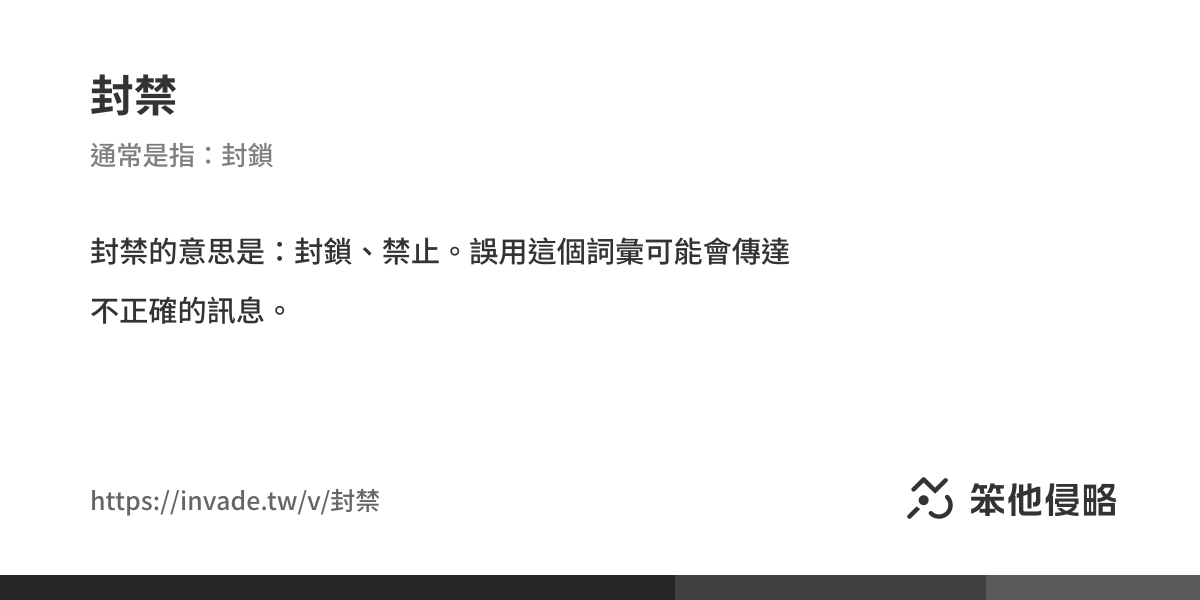 封禁
通常是指：封鎖
封禁的意思是：封鎖、禁止。誤用這個詞彙可能會傳達
不正確的訊息。
https://invade.tw/v/封禁
笨他侵略